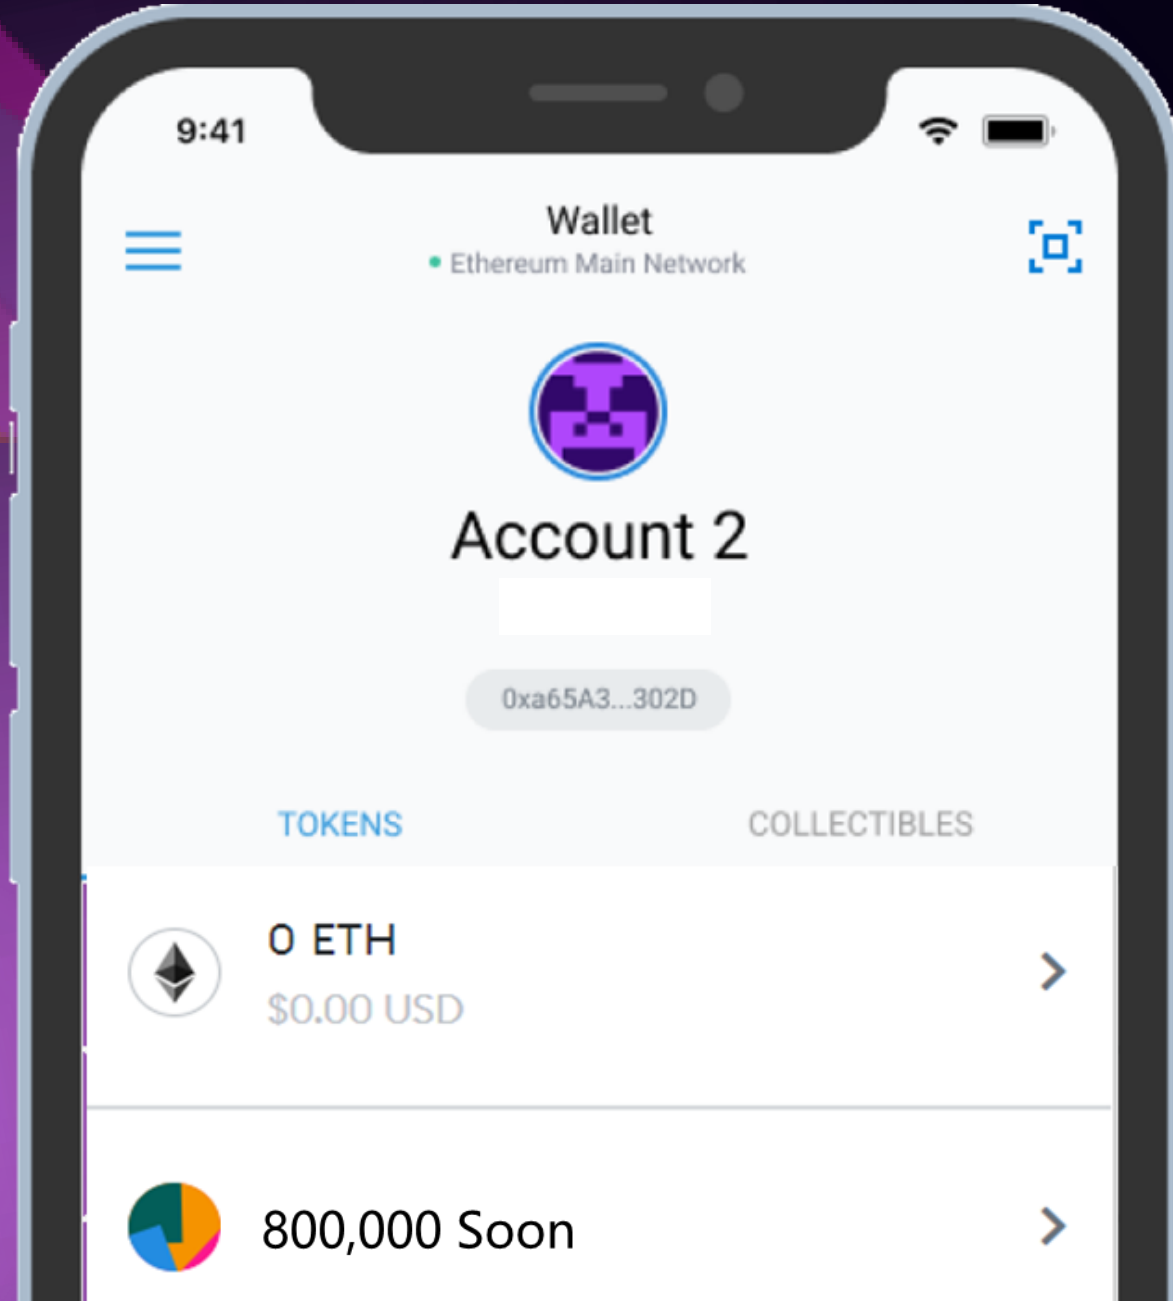 9:41
Wallet
Ethereum Main Network
Account 2
0xa65A3...302D
TOKENS
COLLECTIBLES
0 ETH
$0.00 USD
800,000 Soon